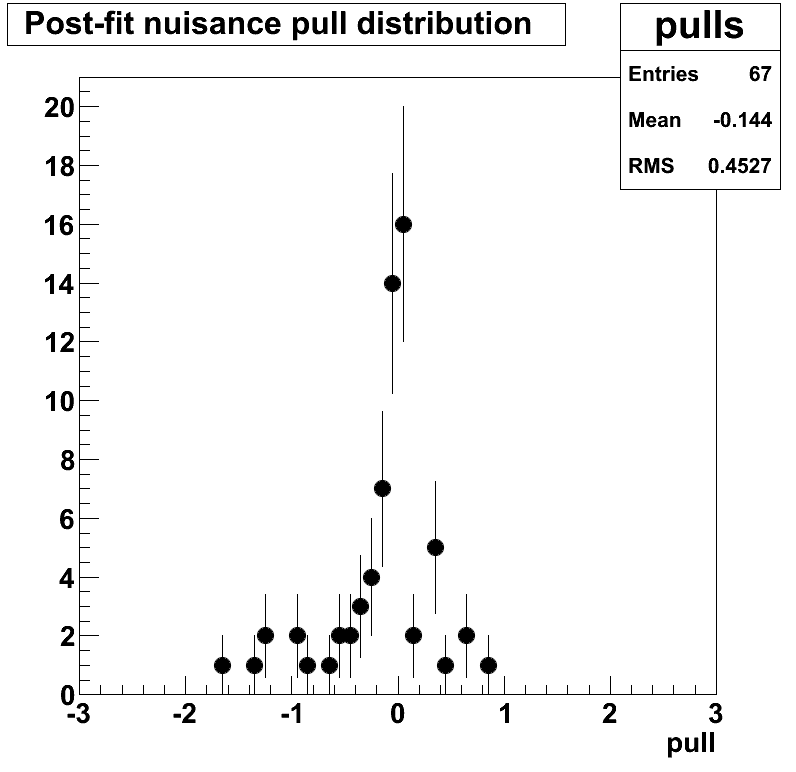 Post-fit nuisance pull distribution
pulls
Entries 67
Mean -0.144
RMS 0.4527
20
18
16
14
12
10
8
6
4
2
0
-3 -2 -1 0 1 2 3
pull